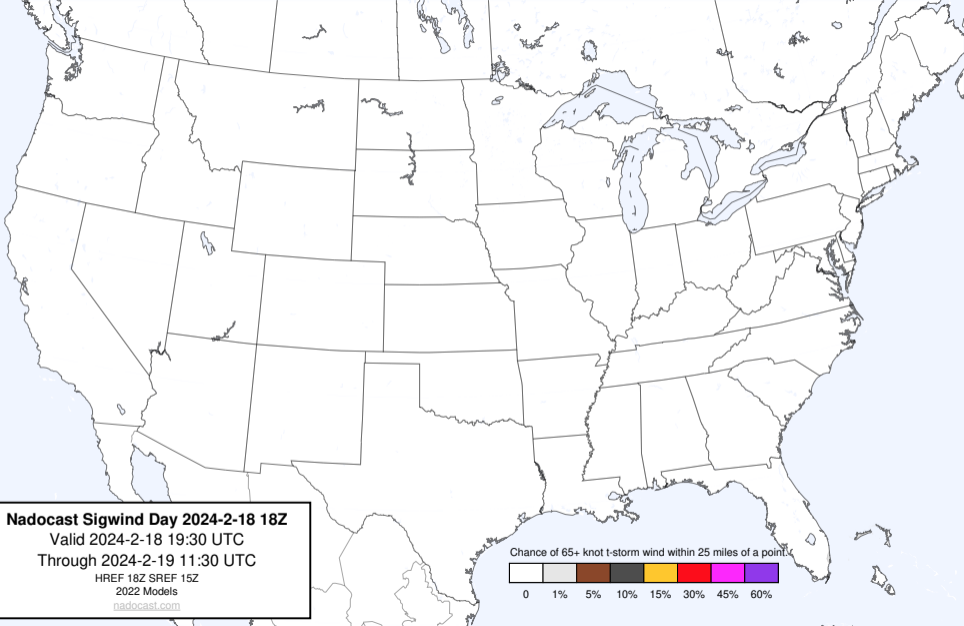 Nadocast Sigwind Day 2024-2-18 18Z
Valid 2024-2-18 19:30 UTC
Through 2024-2-19 11:30 UTC
HREF 18Z SREF 15Z
2022 Models
nadocast.com
Chance of 65+ knot t-storm wind within 25 miles of a point.
0 1% 5% 10% 15% 30% 45% 60%